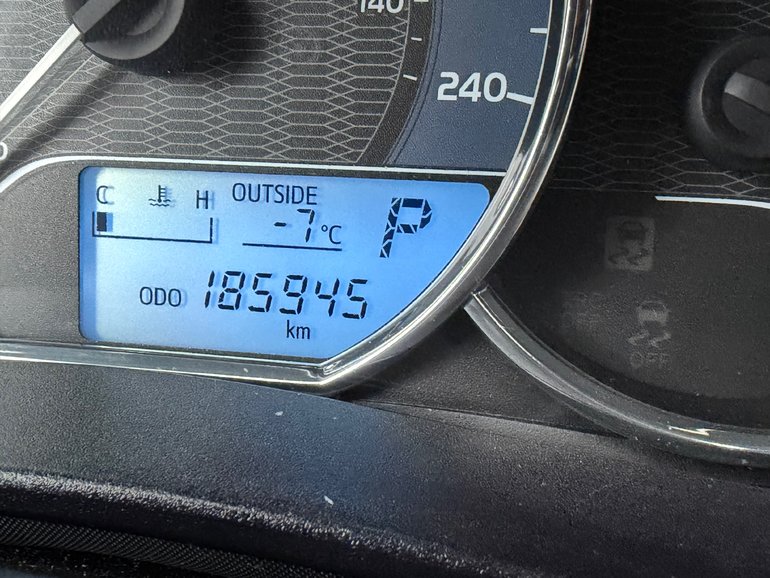 140
240
C H OUTSIDE
-7°C P
ODO 185945
km
OFF